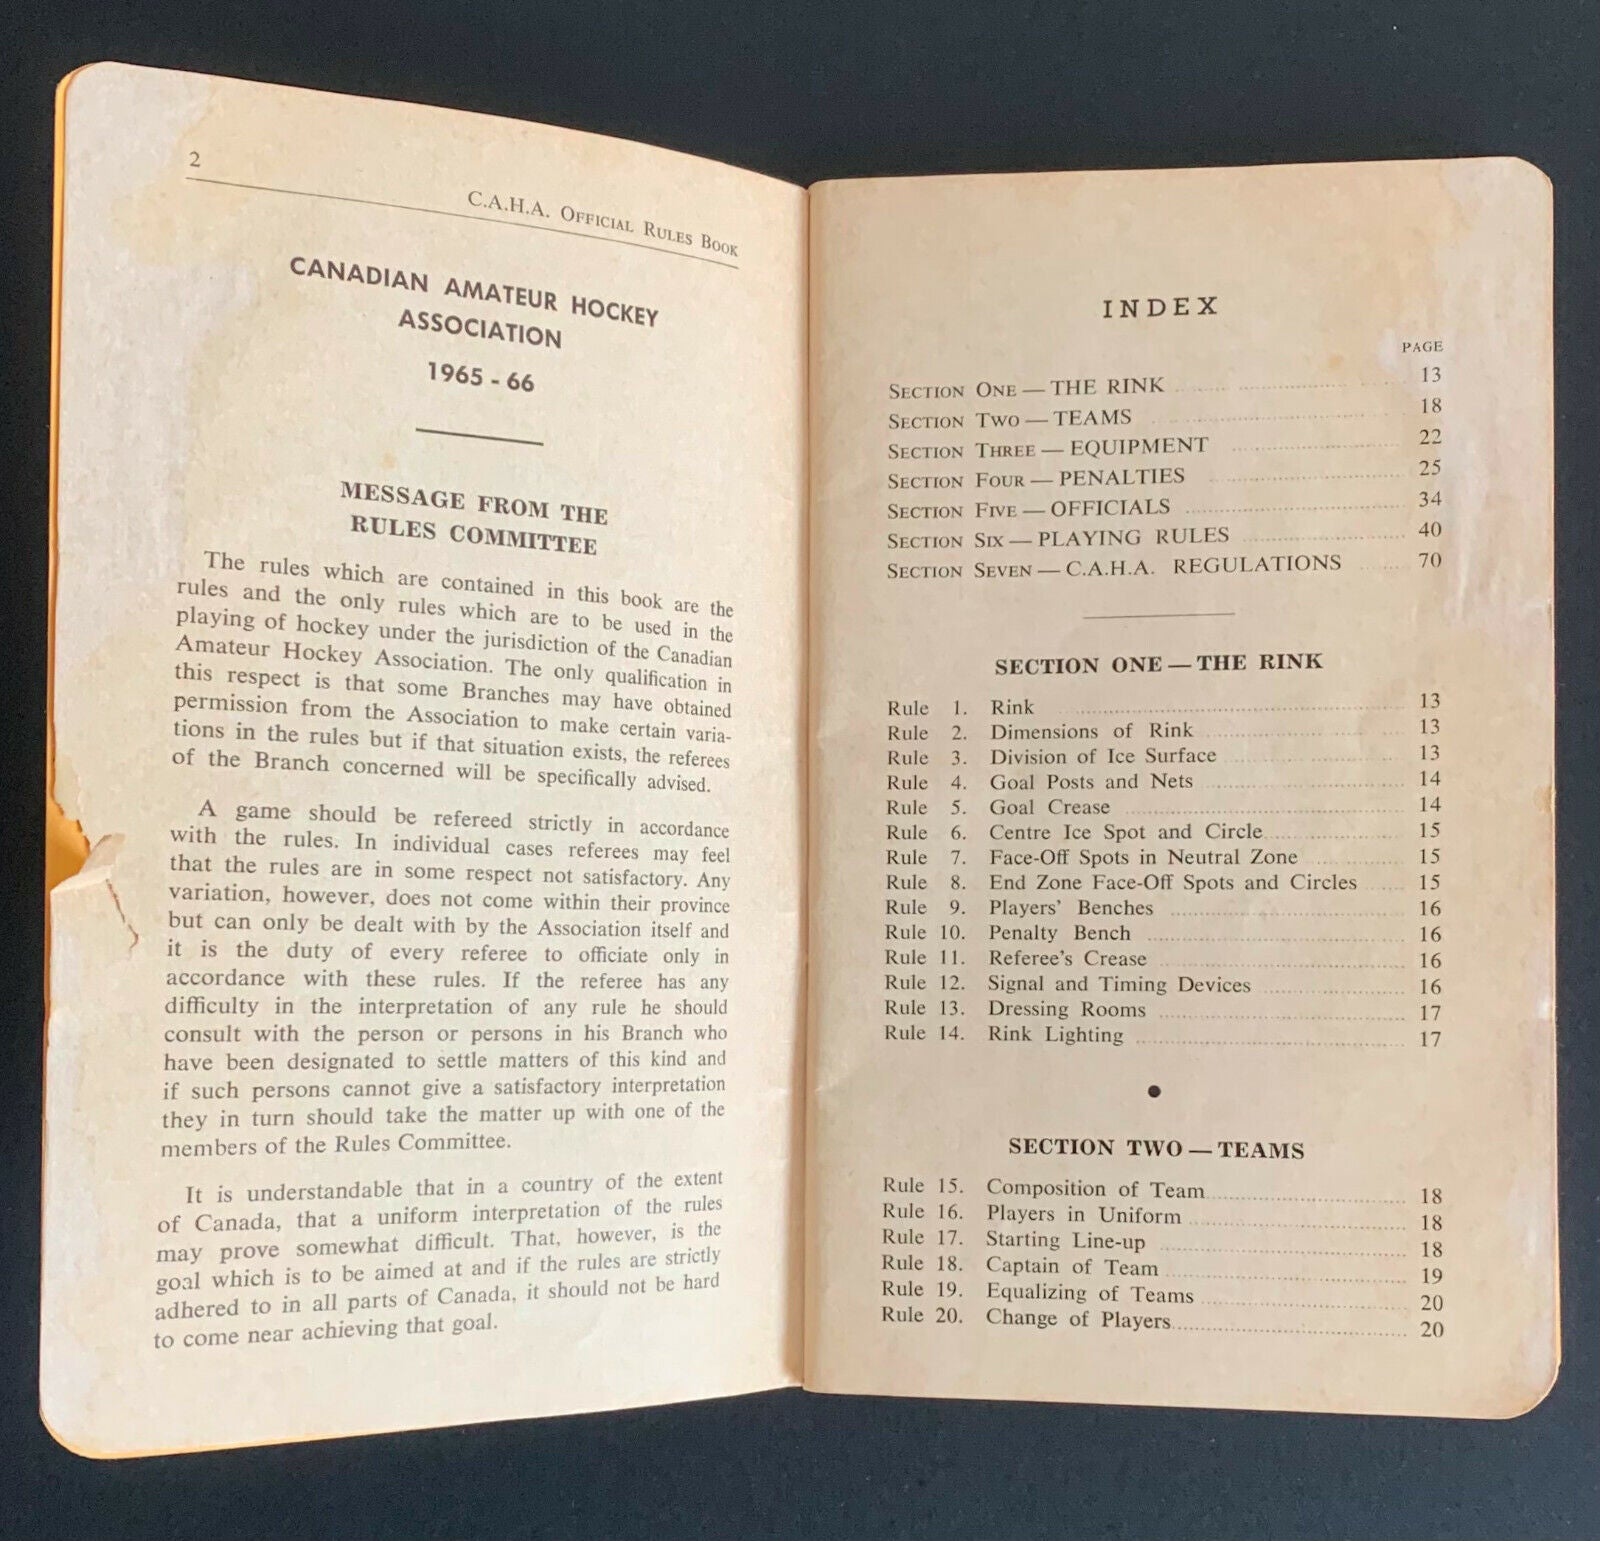 2
C.A.H.A. OFFICIAL RULES BOOK
CANADIAN AMATEUR HOCKEY
ASSOCIATION
1965 - 66
MESSAGE FROM THE
RULES COMMITTEE
The rules which are contained in this book are the
rules and the only rules which are to be used in the
playing of hockey under the jurisdiction of the Canadian
Amateur Hockey Association. The only qualification in
this respect is that some Branches may have obtained
permission from the Association to make certain varia-
tions in the rules but if that situation exists, the referees
of the Branch concerned will be specifically advised.
A game should be refereed strictly in accordance
with the rules. In individual cases referees may feel
that the rules are in some respect not satisfactory. Any
variation, however, does not come within their province
but can only be dealt with by the Association itself and
it is the duty of every referee to officiate only in
accordance with these rules. If the referee has any
difficulty in the interpretation of any rule he should
consult with the person or persons in his Branch who
have been designated to settle matters of this kind and
if such persons cannot give a satisfactory interpretation
they in turn should take the matter up with one of the
members of the Rules Committee.
It is understandable that in a country of the extent
of Canada, that a uniform interpretation of the rules
may prove somewhat difficult. That, however, is the
goal which is to be aimed at and if the rules are strictly
adhered to in all parts of Canada, it should not be hard
to come near achieving that goal.
INDEX
PAGE
SECTION ONE — THE RINK 13
SECTION TWO — TEAMS 18
SECTION THREE — EQUIPMENT 22
SECTION FOUR — PENALTIES 25
SECTION FIVE — OFFICIALS 34
SECTION SIX — PLAYING RULES 40
SECTION SEVEN — C.A.H.A. REGULATIONS 70
SECTION ONE — THE RINK
Rule 1. Rink 13
Rule 2. Dimensions of Rink 13
Rule 3. Division of Ice Surface 13
Rule 4. Goal Posts and Nets 14
Rule 5. Goal Crease 14
Rule 6. Centre Ice Spot and Circle 15
Rule 7. Face-Off Spots in Neutral Zone 15
Rule 8. End Zone Face-Off Spots and Circles 15
Rule 9. Players' Benches 16
Rule 10. Penalty Bench 16
Rule 11. Referee's Crease 16
Rule 12. Signal and Timing Devices 16
Rule 13. Dressing Rooms 17
Rule 14. Rink Lighting 17
SECTION TWO — TEAMS
Rule 15. Composition of Team 18
Rule 16. Players in Uniform 18
Rule 17. Starting Line-up 18
Rule 18. Captain of Team 19
Rule 19. Equalizing of Teams 20
Rule 20. Change of Players 20